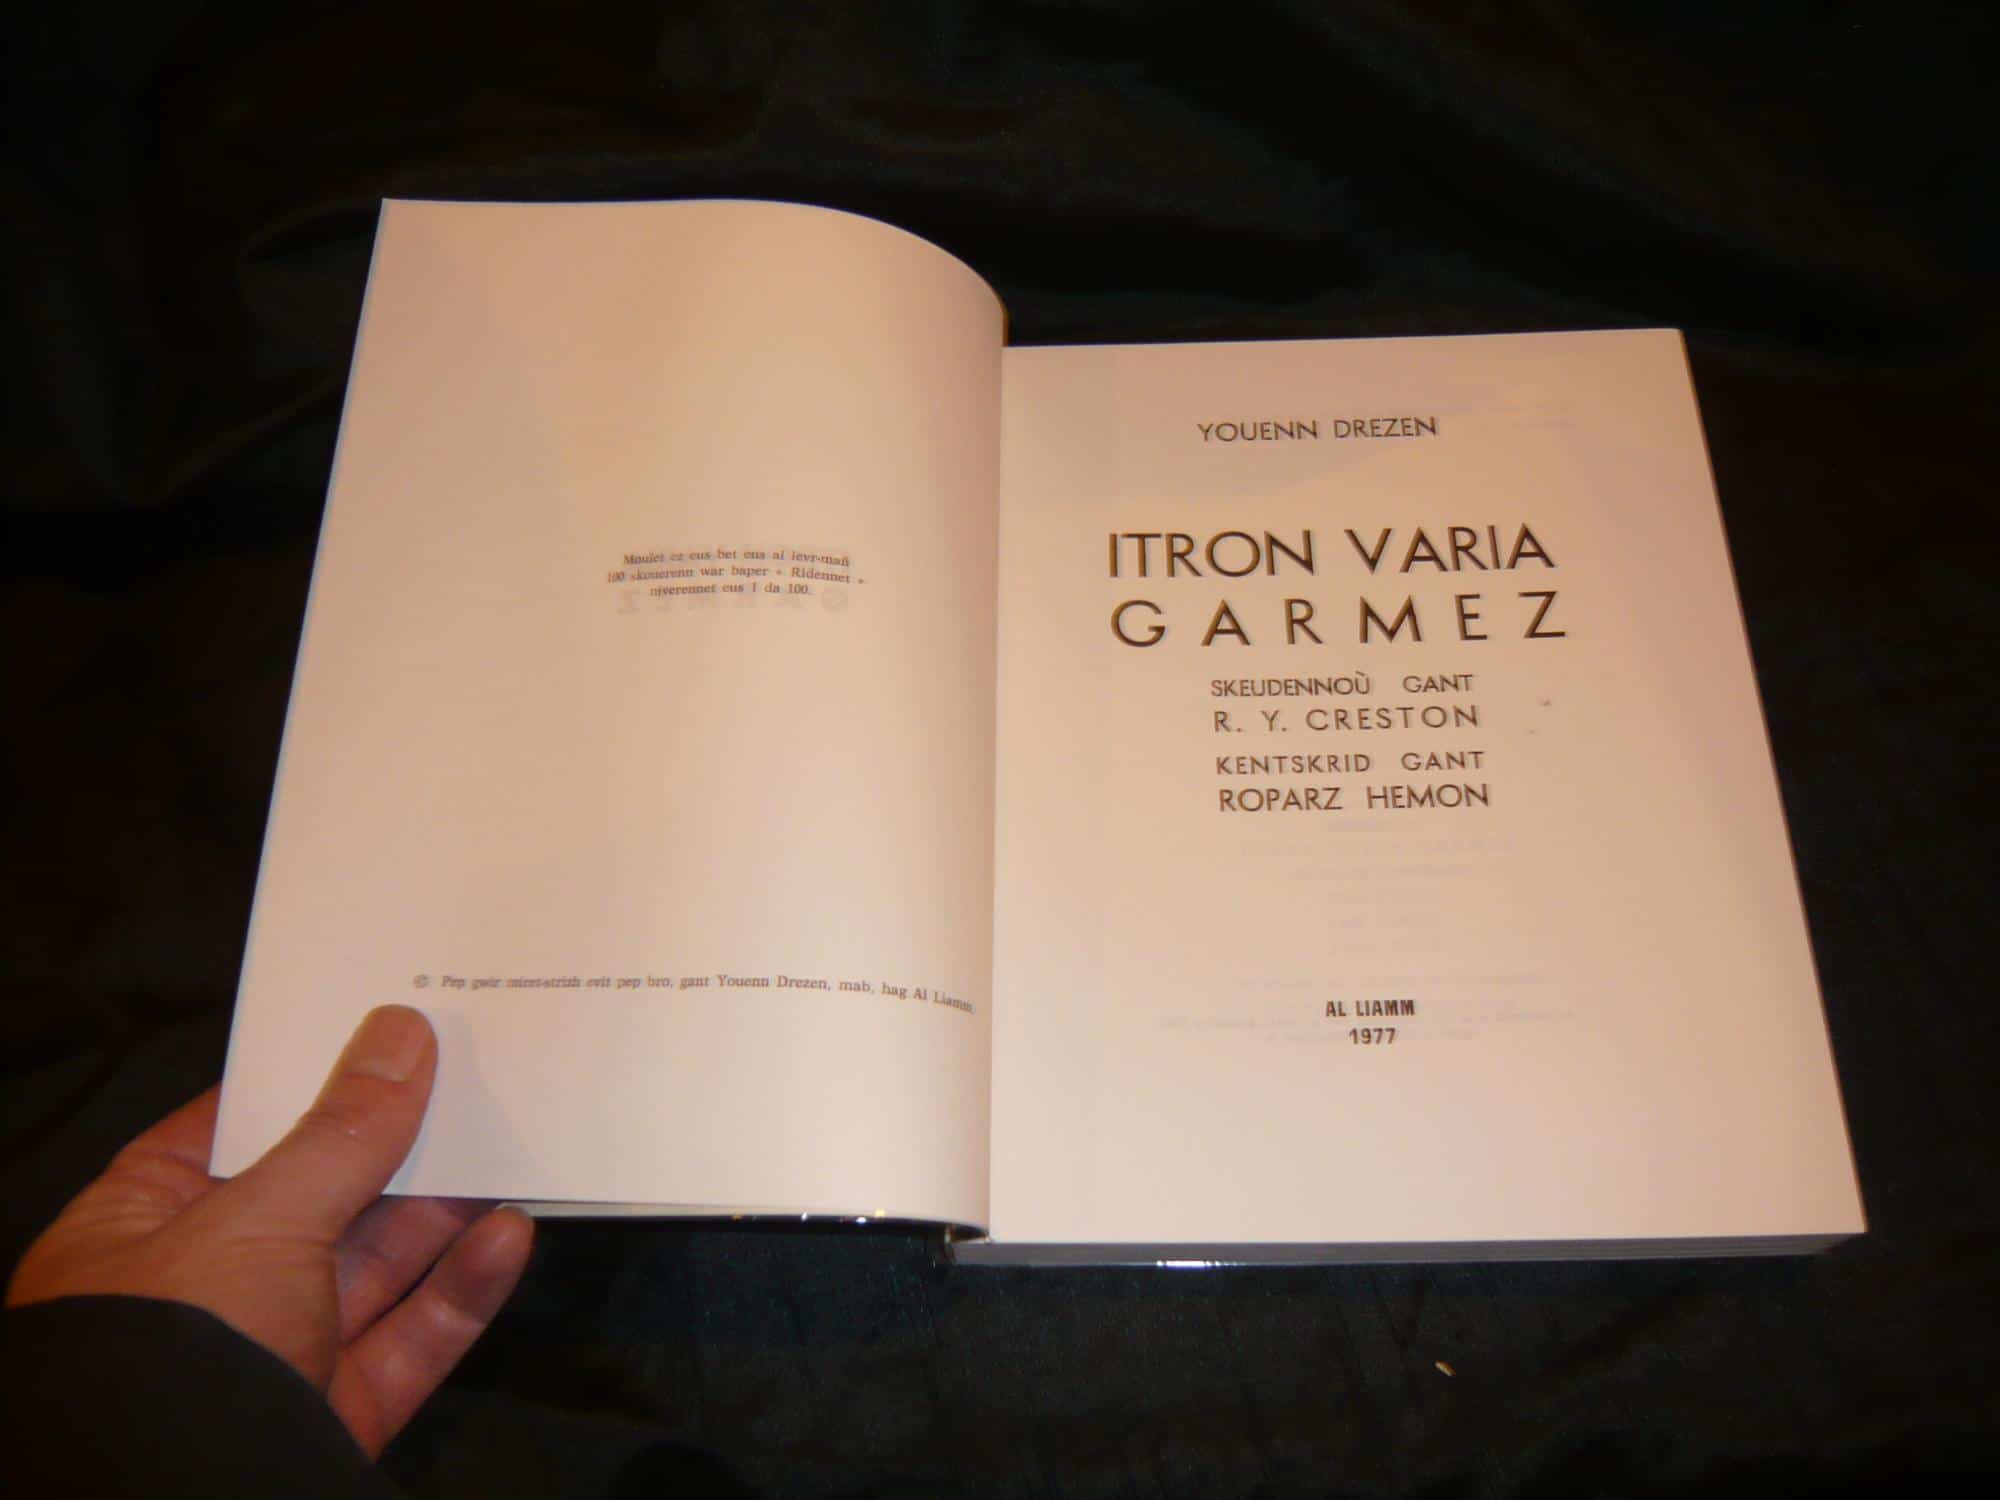 Moulet ez eus bet eus al levr-mañ
100 skouerenn war baper « Ridennet »
niverennet eus 1 da 100.
© Pep gwir miret-strizh evit pep bro, gant Youenn Drezen, mab, hag Al Liamm.
YOUENN DREZEN
ITRON VARIA
GARMEZ
SKEUDENNOÙ GANT
R. Y. CRESTON
KENTSKRID GANT
ROPARZ HEMON
AL LIAMM
1977